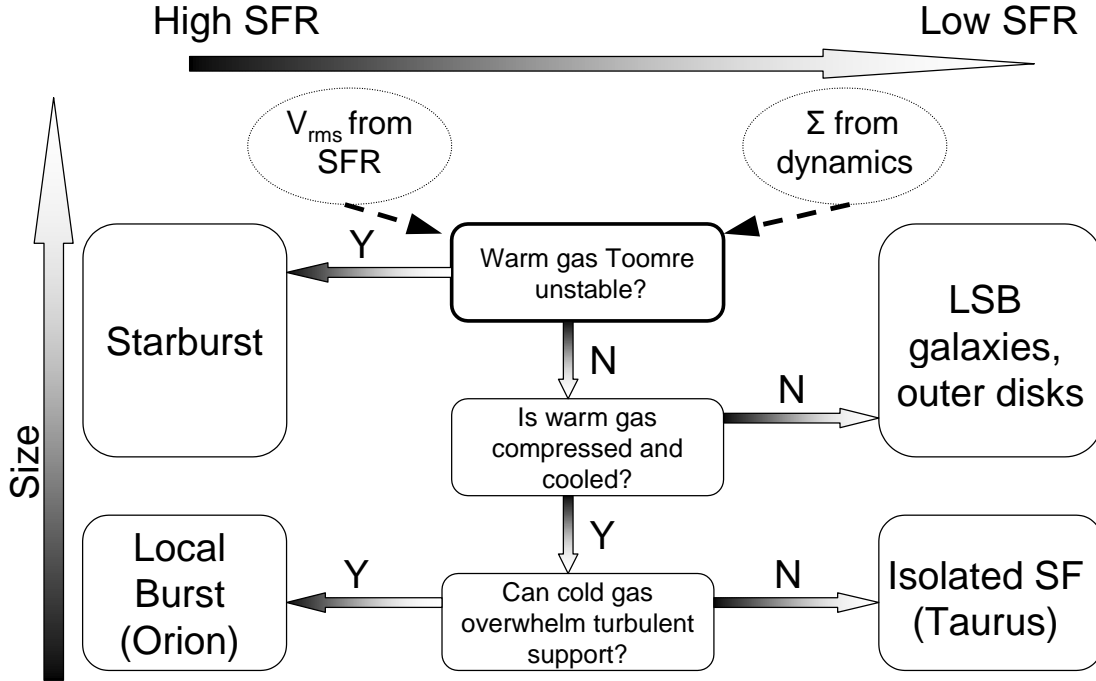 High SFR
Low SFR
V_rms from
SFR
Σ from
dynamics
Y
Warm gas Toomre
unstable?
Starburst
LSB
galaxies,
outer disks
N
N
Is warm gas
compressed and
cooled?
Size
Y
Local
Burst
(Orion)
Y
Can cold gas
overwhelm turbulent
support?
N
Isolated SF
(Taurus)